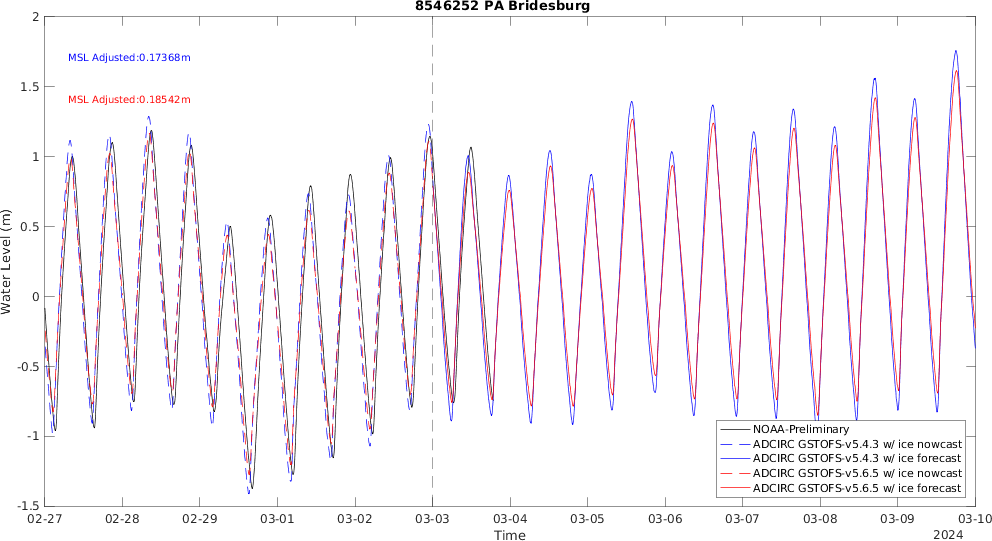 8546252 PA Bridesburg
MSL Adjusted:0.17368m
MSL Adjusted:0.18542m
Water Level (m)
2
1.5
1
0.5
0
-0.5
-1
-1.5
NOAA-Preliminary
ADCIRC GSTOFS-v5.4.3 w/ ice nowcast
ADCIRC GSTOFS-v5.4.3 w/ ice forecast
ADCIRC GSTOFS-v5.6.5 w/ ice nowcast
ADCIRC GSTOFS-v5.6.5 w/ ice forecast
02-27 02-28 02-29 03-01 03-02 03-03 03-04 03-05 03-06 03-07 03-08 03-09 03-10
Time
2024